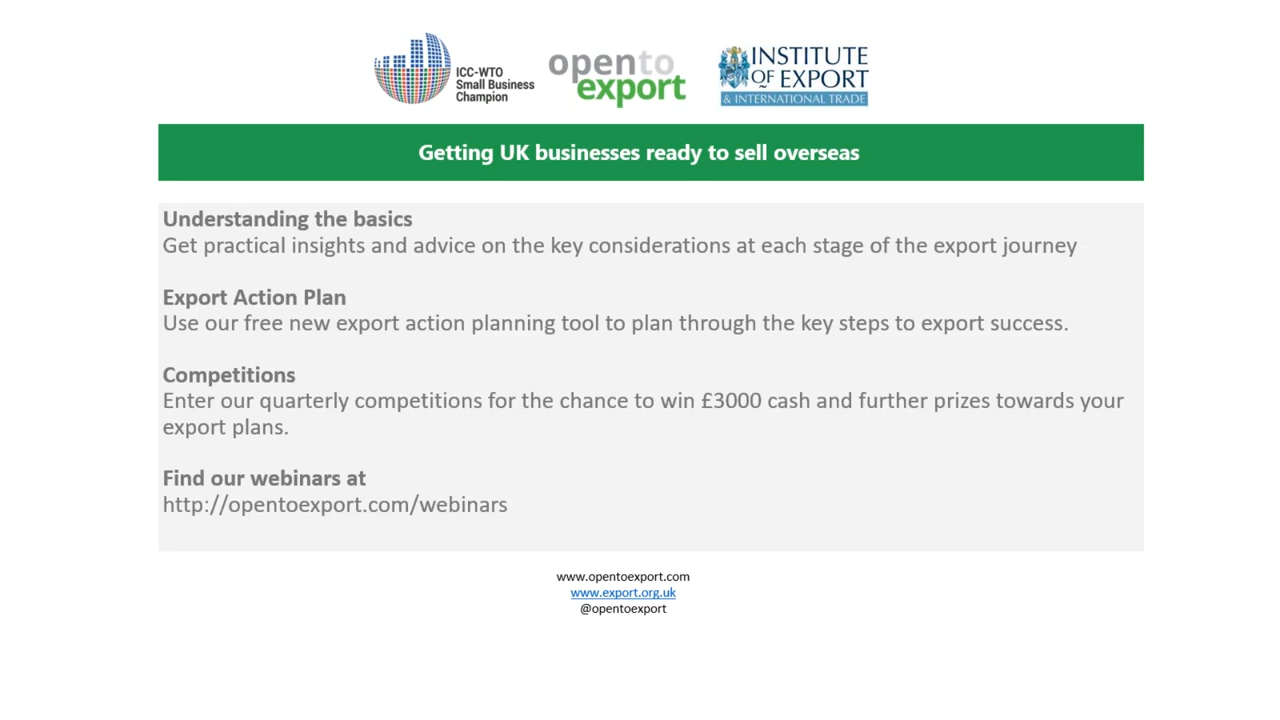 ICC-WTO
Small Business
Champion
opento
export
INSTITUTE
OF EXPORT
& INTERNATIONAL TRADE
Getting UK businesses ready to sell overseas
Understanding the basics
Get practical insights and advice on the key considerations at each stage of the export journey
Export Action Plan
Use our free new export action planning tool to plan through the key steps to export success.
Competitions
Enter our quarterly competitions for the chance to win £3000 cash and further prizes towards your
export plans.
Find our webinars at
http://opentoexport.com/webinars
www.opentoexport.com
www.export.org.uk
@opentoexport